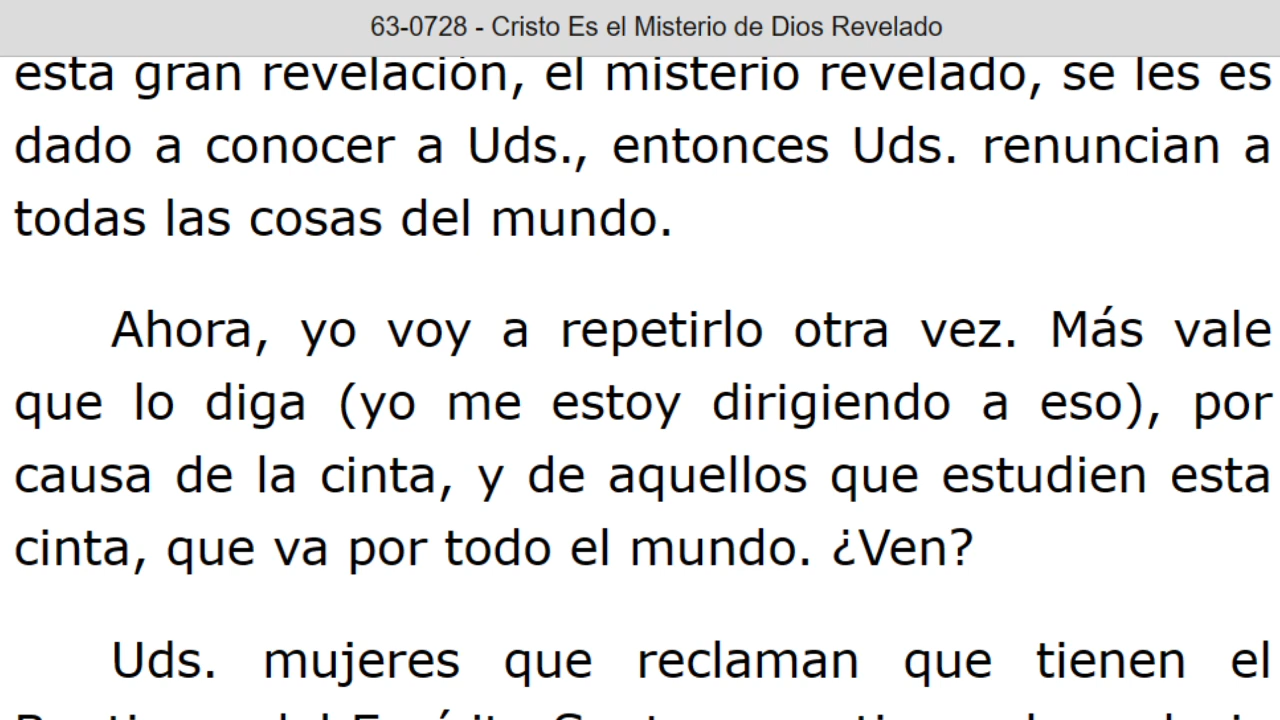 63-0728 - Cristo Es el Misterio de Dios Revelado
esta gran revelación, el misterio revelado, se les es
dado a conocer a Uds., entonces Uds. renuncian a
todas las cosas del mundo.
Ahora, yo voy a repetirlo otra vez. Más vale
que lo diga (yo me estoy dirigiendo a eso), por
causa de la cinta, y de aquellos que estudien esta
cinta, que va por todo el mundo. ¿Ven?
Uds. mujeres que reclaman que tienen el